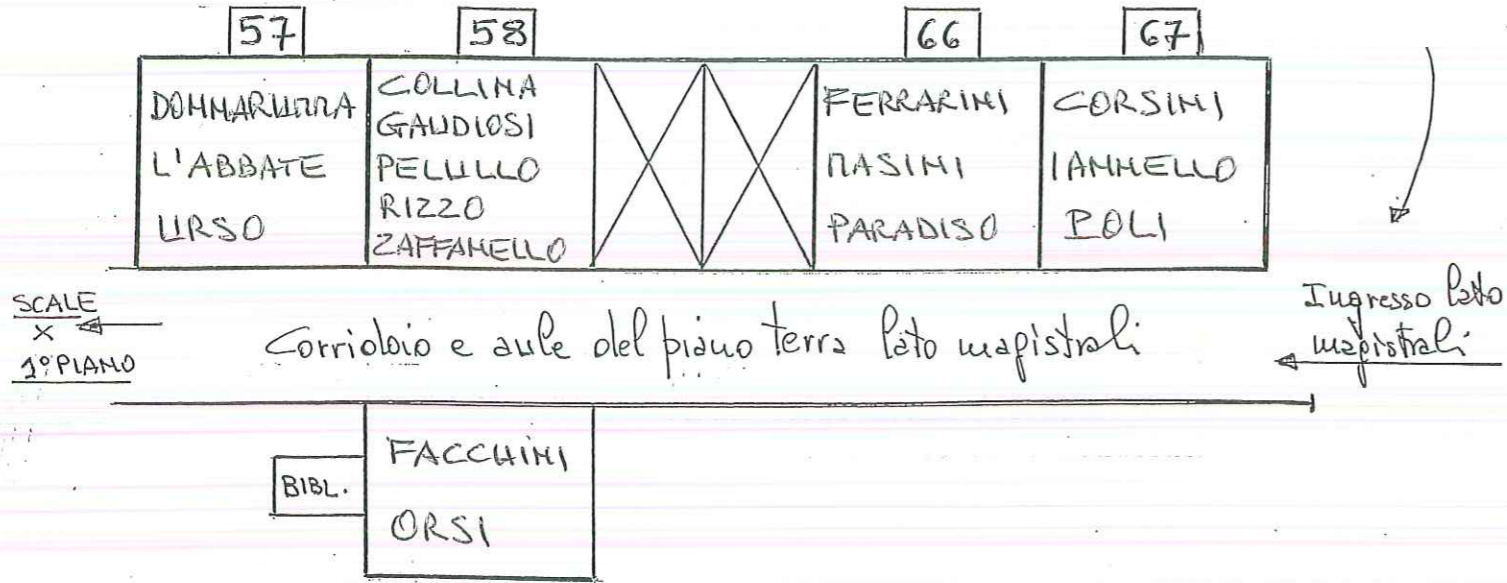 57
58
66
67
DOMMARUMMA
L'ABBATE
URSO
COLLINA
GAUDIOSI
PELULLO
RIZZO
ZAFFANELLO
FERRARINI
MASINI
PARADISO
CORSINI
IANNELLO
POLI
SCALE
X
1° PIANO
Corridoio e aule del piano terra lato magistrali
Ingresso lato
magistrali
BIBL.
FACCHINI
ORSI